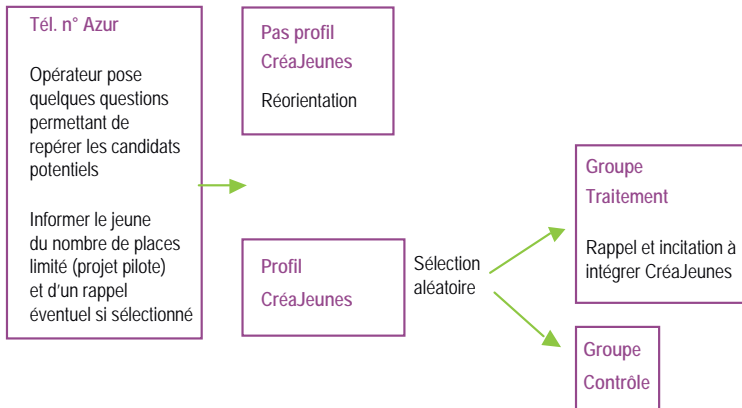 Tél. n° Azur
Opérateur pose
quelques questions
permettant de
repérer les candidats
potentiels
Informer le jeune
du nombre de places
limité (projet pilote)
et d'un rappel
éventuel si sélectionné
Pas profil
CréaJeunes
Réorientation
Profil
CréaJeunes
Sélection
aléatoire
Groupe
Traitement
Rappel et incitation à
intégrer CréaJeunes
Groupe
Contrôle